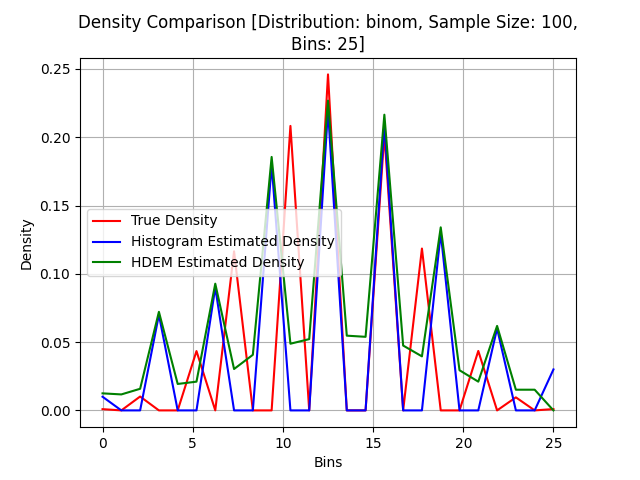 Density Comparison [Distribution: binom, Sample Size: 100,
Bins: 25]
0.25
0.20
0.15
0.10
0.05
0.00
Density
True Density
Histogram Estimated Density
HDEM Estimated Density
0 5 10 15 20 25
Bins